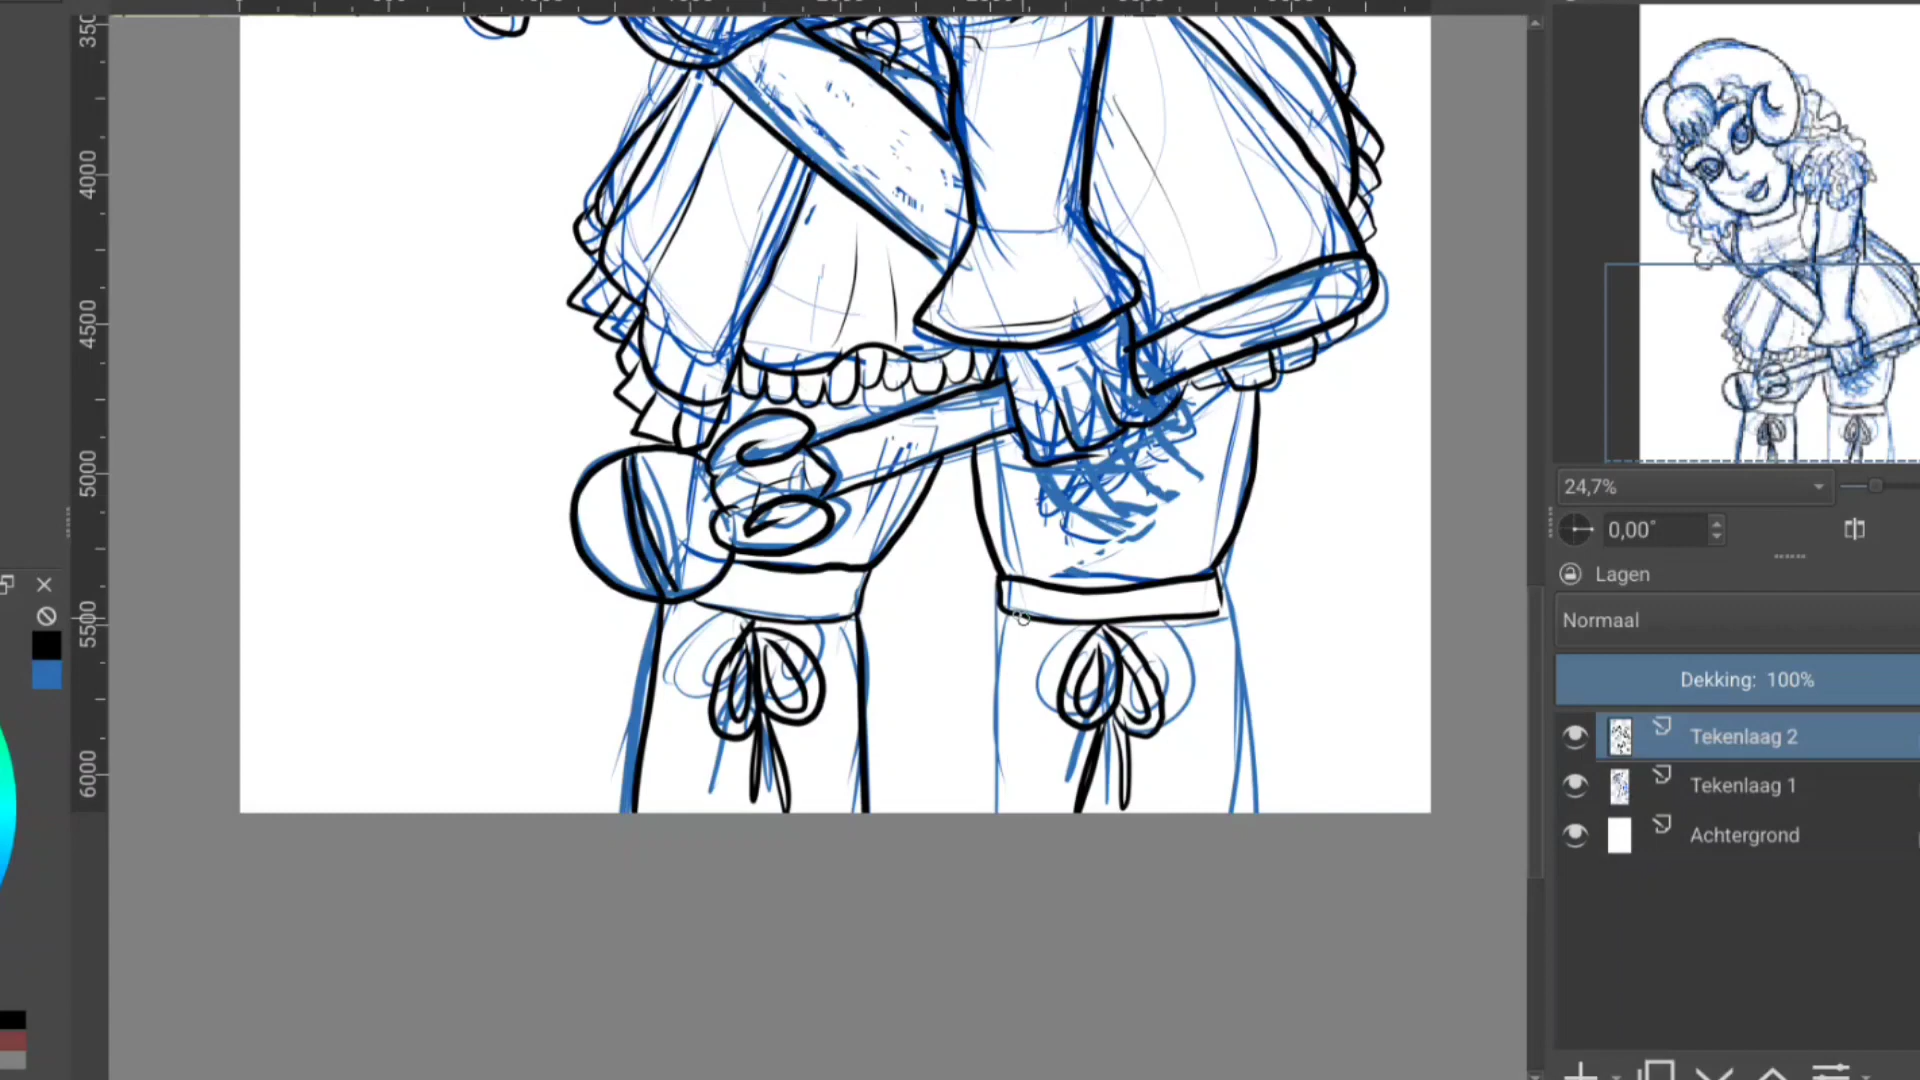 4000
4500
5000
5500
6000
24,7%
0,00°
Lagen
Normaal
Dekking: 100%
Tekenlaag 2
Tekenlaag 1
Achtergrond